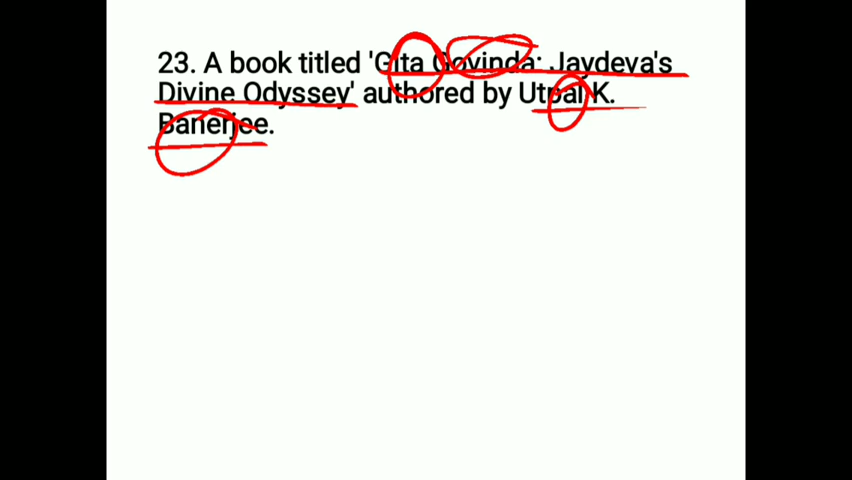 23. A book titled 'Gita Govinda: Jaydeva's
Divine Odyssey' authored by Utpal K.
Banerjee.